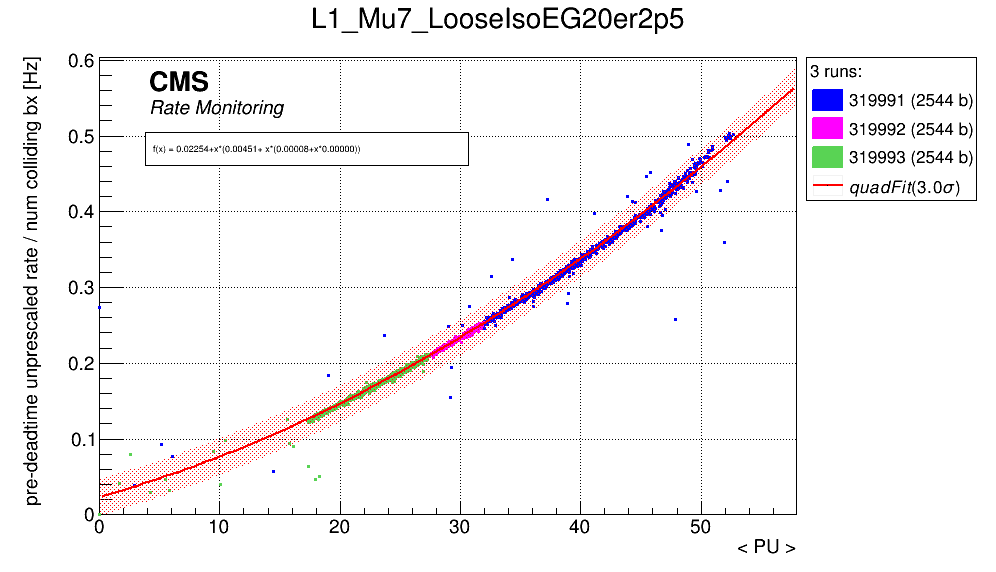 L1_Mu7_LooseIsoEG20er2p5
pre-deadtime unprescaled rate / num colliding bx [Hz]
0.6
0.5
0.4
0.3
0.2
0.1
0
CMS
Rate Monitoring
f(x) = 0.02254+x*(0.00451+ x*(0.00008+x*0.00000))
0 10 20 30 40 50
< PU >
3 runs:
319991 (2544 b)
319992 (2544 b)
319993 (2544 b)
quadFit(3.0σ)